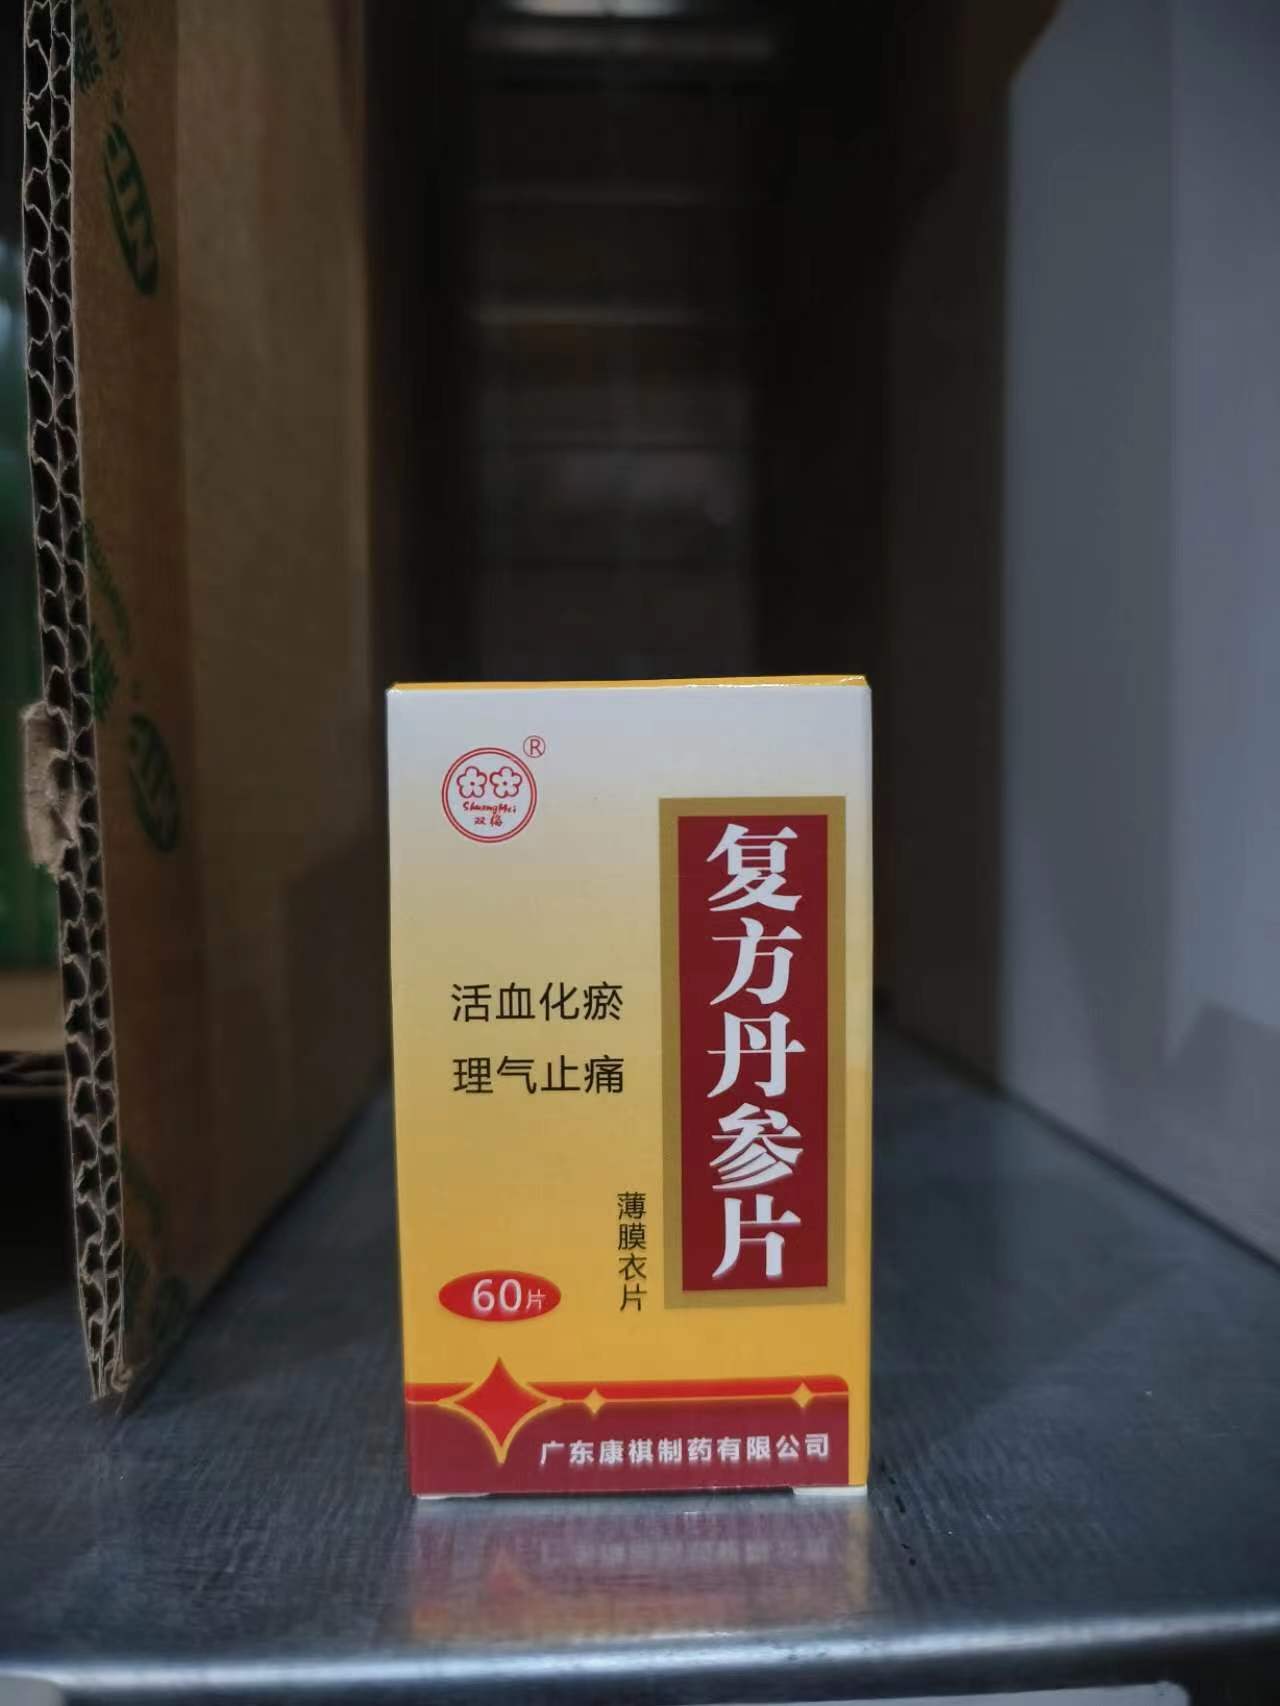 ®
ShuangMei
双梅
复方丹参片
活血化瘀
理气止痛
薄膜衣片
60片
广东康祺制药有限公司